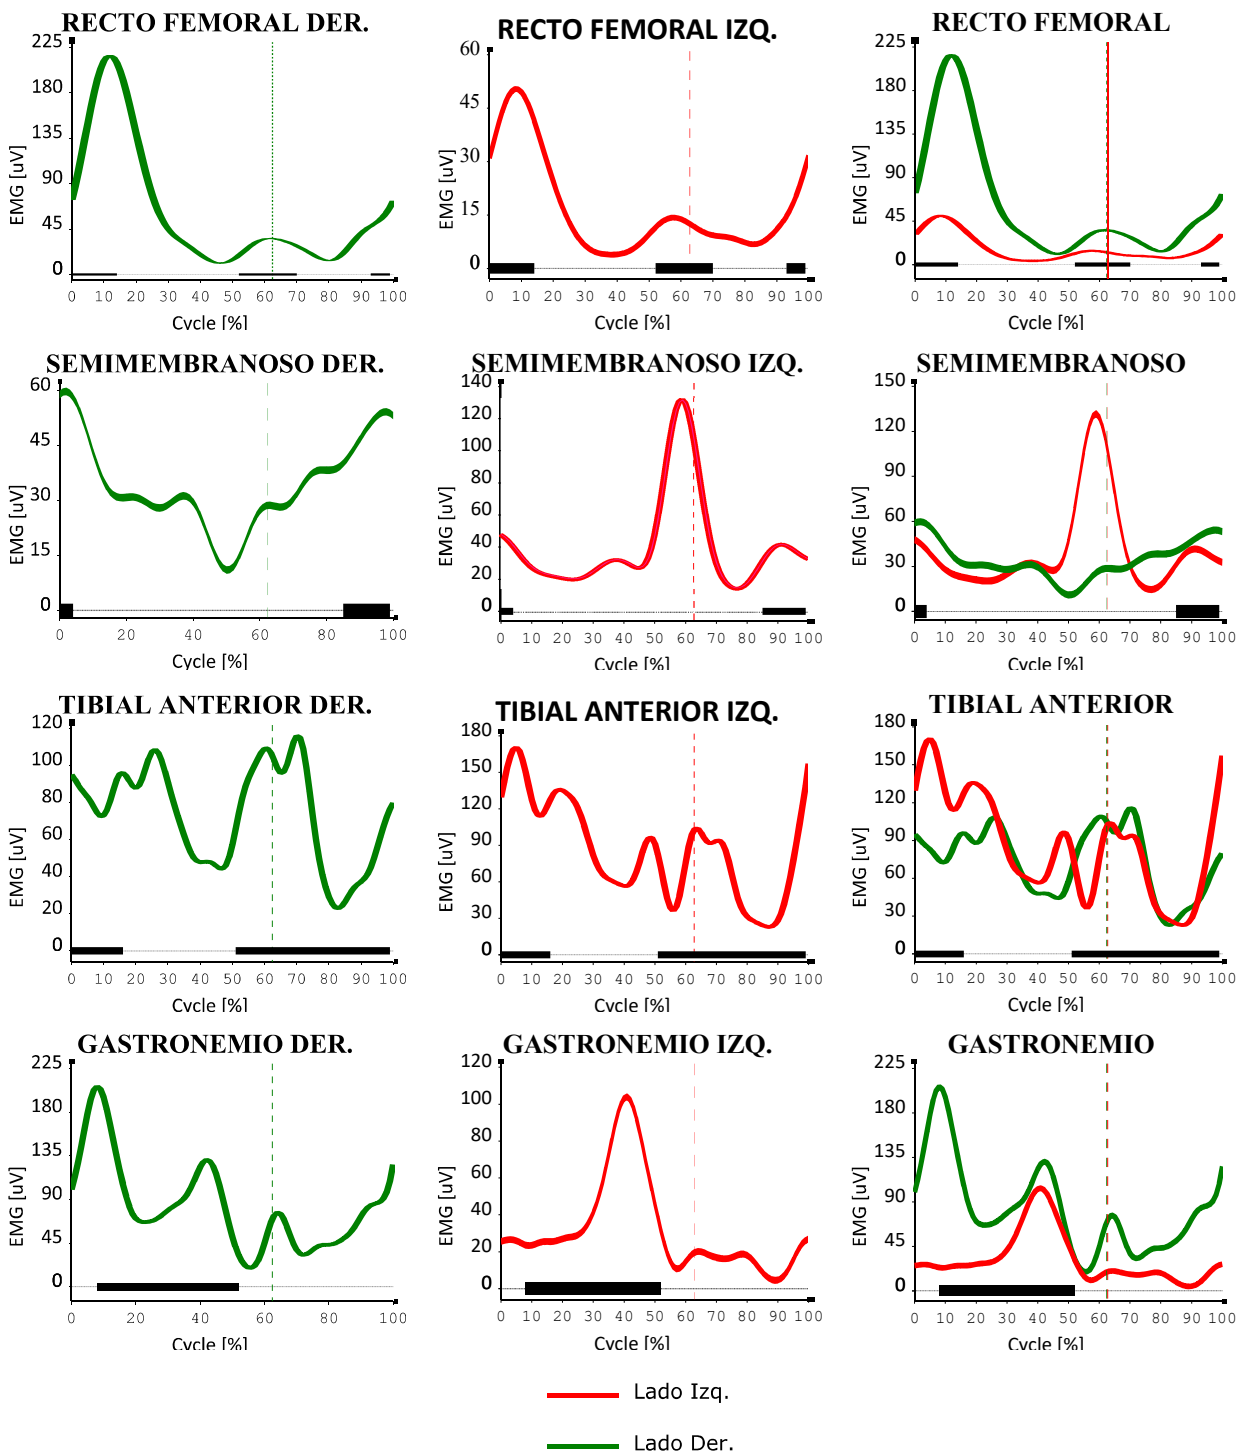 RECTO FEMORAL DER.
225
180
135
90
45
0
EMG [uV]
0 10 20 30 40 50 60 70 80 90 100
Cycle [%]
RECTO FEMORAL IZQ.
60
45
30
15
0
EMG [uV]
0 10 20 30 40 50 60 70 80 90 100
Cycle [%]
RECTO FEMORAL
225
180
135
90
45
0
EMG [uV]
0 10 20 30 40 50 60 70 80 90 100
Cycle [%]
SEMIMEMBRANOSO DER.
60
45
30
15
0
EMG [uV]
0 20 40 60 80 100
Cycle [%]
SEMIMEMBRANOSO IZQ.
140
120
100
80
60
40
20
0
EMG [uV]
0 10 20 30 40 50 60 70 80 90 100
Cycle [%]
SEMIMEMBRANOSO
150
120
90
60
30
0
EMG [uV]
0 10 20 30 40 50 60 70 80 90 100
Cycle [%]
TIBIAL ANTERIOR DER.
120
100
80
60
40
20
0
EMG [uV]
0 10 20 30 40 50 60 70 80 90 100
Cycle [%]
TIBIAL ANTERIOR IZQ.
180
150
120
90
60
30
0
EMG [uV]
0 10 20 30 40 50 60 70 80 90 100
Cycle [%]
TIBIAL ANTERIOR
180
150
120
90
60
30
0
EMG [uV]
0 10 20 30 40 50 60 70 80 90 100
Cycle [%]
GASTRONEMIO DER.
225
180
135
90
45
0
EMG [uV]
0 10 20 30 40 50 60 70 80 90 100
Cycle [%]
GASTRONEMIO IZQ.
120
100
80
60
40
20
0
EMG [uV]
0 10 20 30 40 50 60 70 80 90 100
Cycle [%]
GASTRONEMIO
225
180
135
90
45
0
EMG [uV]
0 10 20 30 40 50 60 70 80 90 100
Cycle [%]
Lado Izq.
Lado Der.